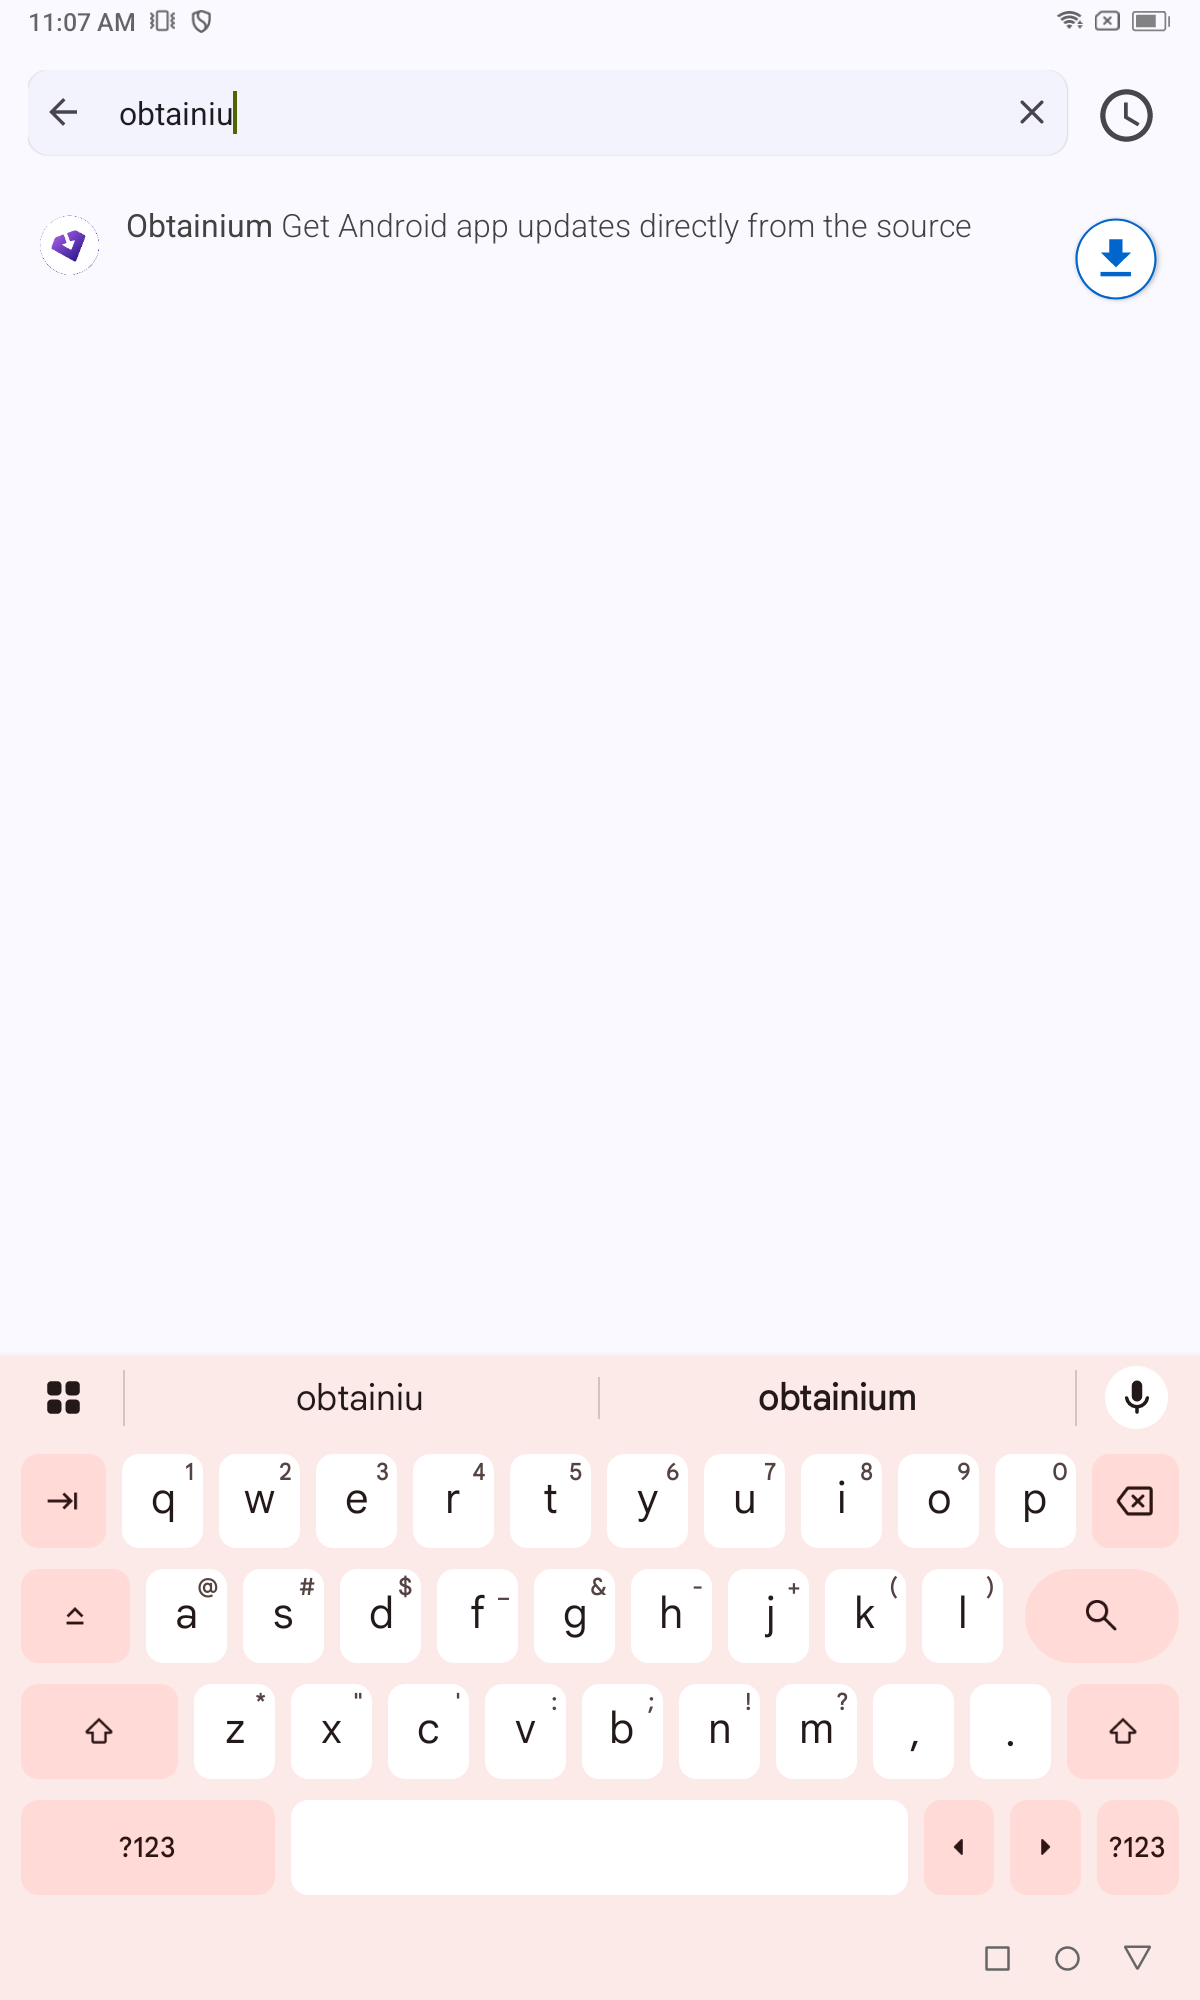 11:07 AM
obtainiu
Obtainium Get Android app updates directly from the source
obtainiu obtainium
q 1 w 2 e 3 r 4 t 5 y 6 u 7 i 8 o 9 p 0
a @ s # d $ f _ g & h - j + k ( l )
z * x " c ' v : b ; n ! m ? , .
?123 ?123